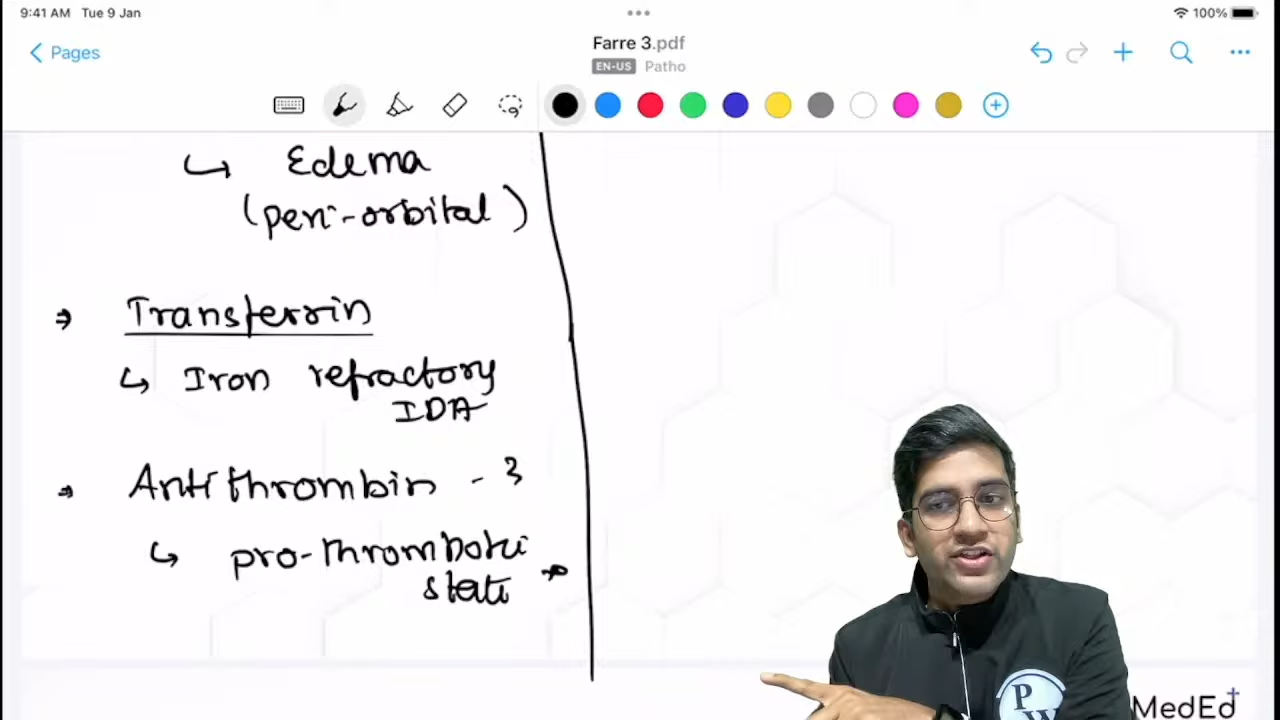 9:41 AM Tue 9 Jan
100%
Pages
Farre 3.pdf
EN-US Patho
↳ Edema
(peri-orbital)
⇒ Transferrin
↳ Iron refractory
IDA
⇒ Antithrombin - 3
↳ pro-thrombotic
state
P
W
MedEd